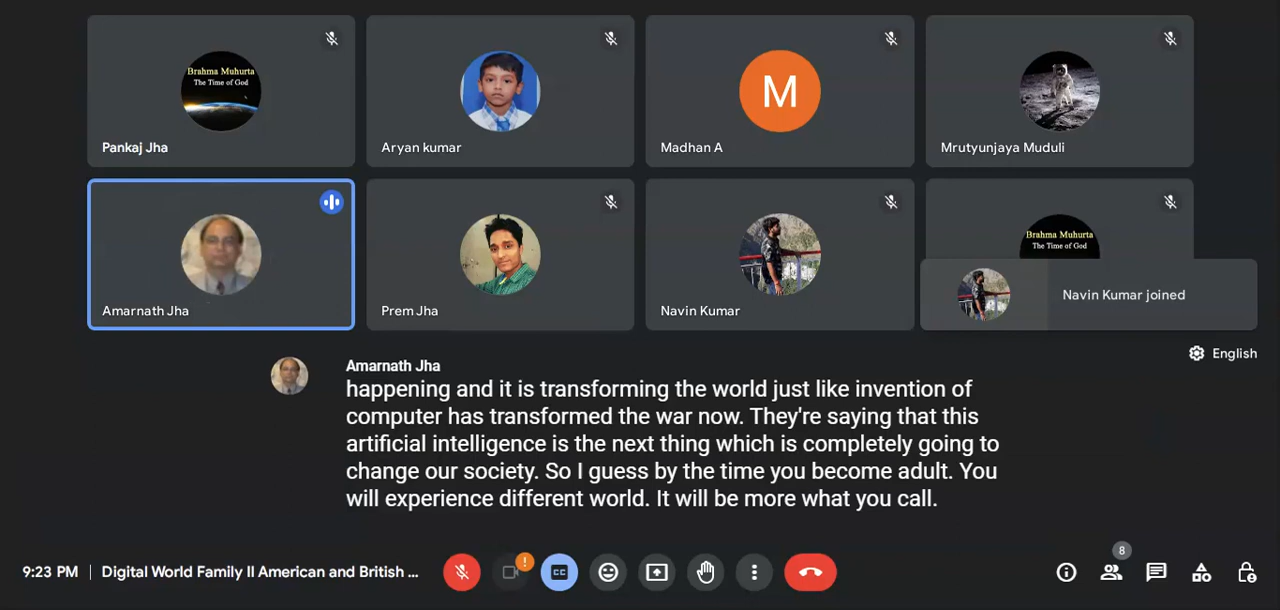 Brahma Muhurta
The Time of God
Pankaj Jha
Aryan kumar
M
Madhan A
Mrutyunjaya Muduli
Amarnath Jha
Prem Jha
Navin Kumar
Brahma Muhurta
The Time of God
Navin Kumar joined
English
Amarnath Jha
happening and it is transforming the world just like invention of
computer has transformed the war now. They're saying that this
artificial intelligence is the next thing which is completely going to
change our society. So I guess by the time you become adult. You
will experience different world. It will be more what you call.
9:23 PM | Digital World Family II American and British ...
!
CC
8